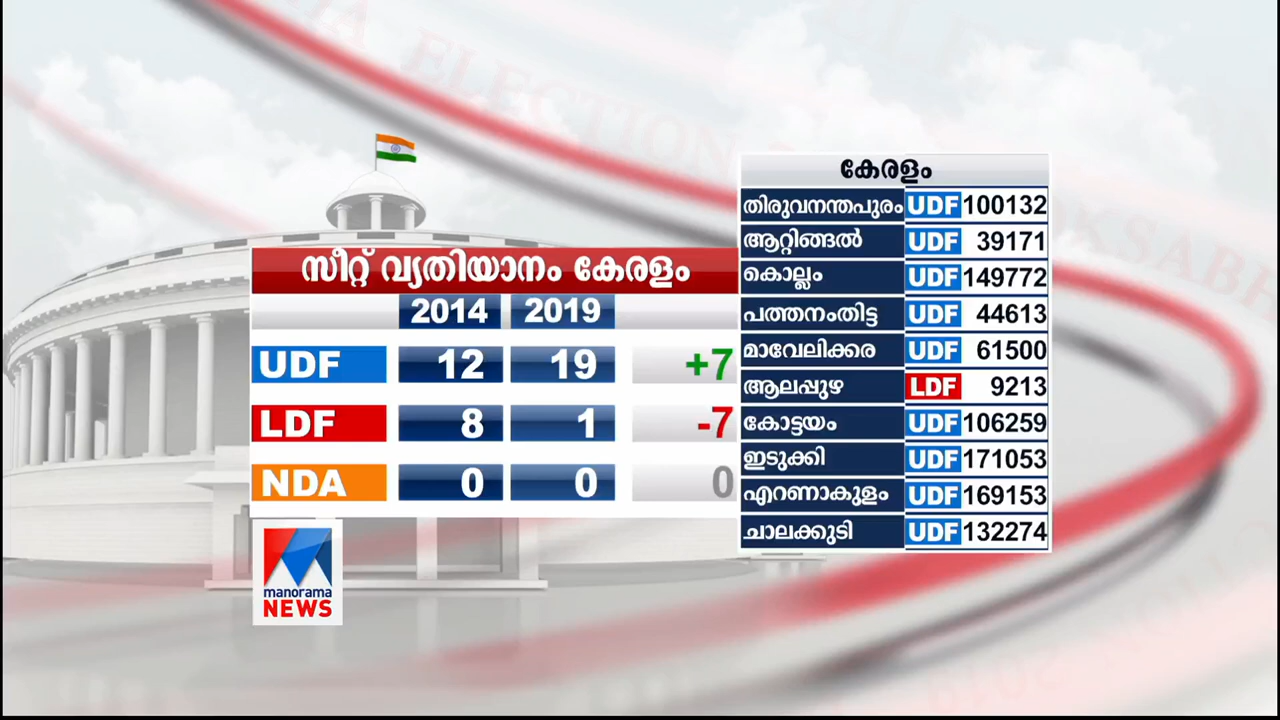 സീറ്റ് വ്യതിയാനം കേരളം
2014 2019
UDF 12 19 +7
LDF 8 1 -7
NDA 0 0 0
manorama
NEWS
കേരളം
തിരുവനന്തപുരം UDF 100132
ആറ്റിങ്ങൽ UDF 39171
കൊല്ലം UDF 149772
പത്തനംതിട്ട UDF 44613
മാവേലിക്കര UDF 61500
ആലപ്പുഴ LDF 9213
കോട്ടയം UDF 106259
ഇടുക്കി UDF 171053
എറണാകുളം UDF 169153
ചാലക്കുടി UDF 132274